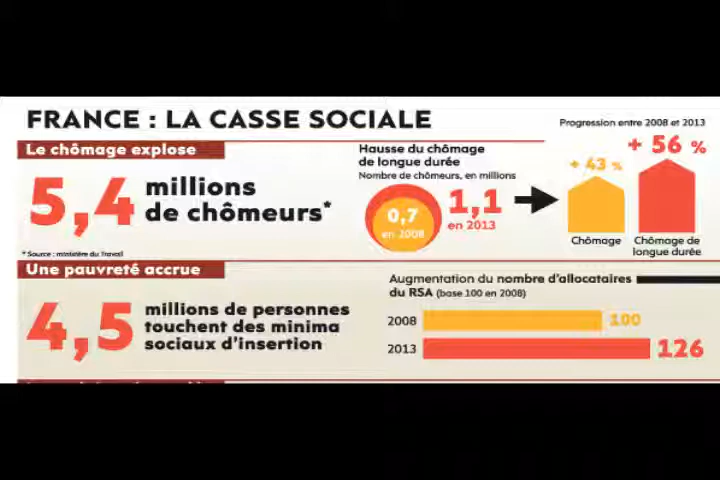 FRANCE : LA CASSE SOCIALE
Le chômage explose
5,4 millions
de chômeurs*
* Source : ministère du Travail
Hausse du chômage
de longue durée
Nombre de chômeurs, en millions
0,7
en 2008
1,1
en 2013
Progression entre 2008 et 2013
+ 43 %
Chômage
+ 56 %
Chômage de
longue durée
Une pauvreté accrue
4,5 millions de personnes
touchent des minima
sociaux d'insertion
Augmentation du nombre d'allocataires
du RSA (base 100 en 2008)
2008 100
2013 126